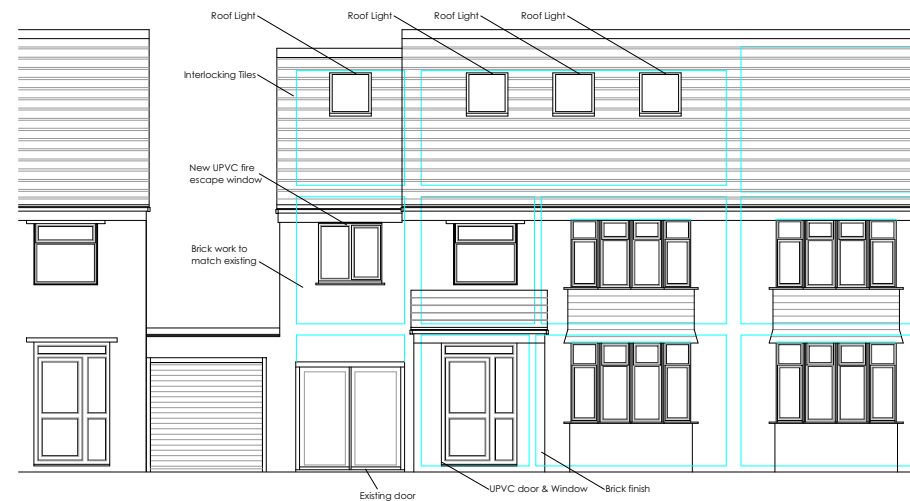 Roof Light
Roof Light
Roof Light
Roof Light
Interlocking Tiles
New UPVC fire
escape window
Brick work to
match existing
Existing door
UPVC door & Window
Brick finish